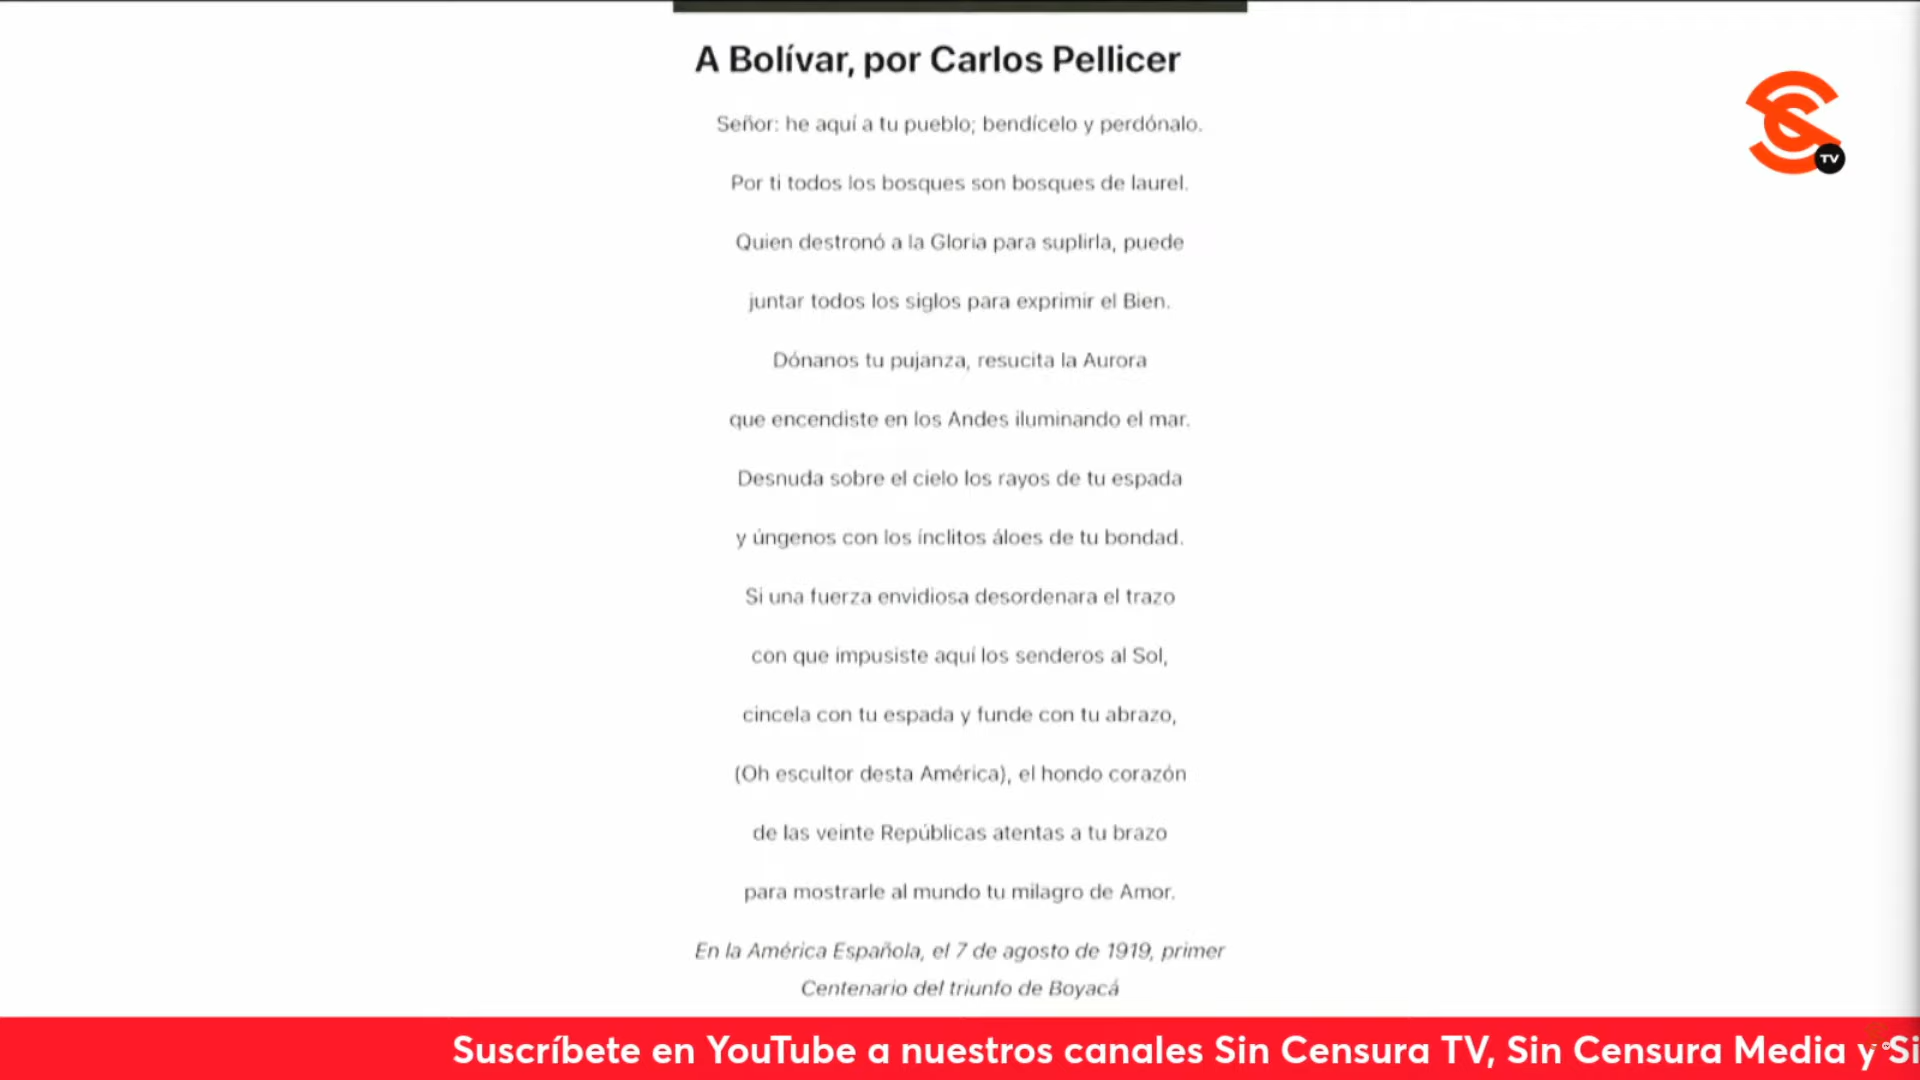 A Bolívar, por Carlos Pellicer
TV
Señor: he aquí a tu pueblo; bendícelo y perdónalo.
Por ti todos los bosques son bosques de laurel.
Quien destronó a la Gloria para suplirla, puede
juntar todos los siglos para exprimir el Bien.
Dónanos tu pujanza, resucita la Aurora
que encendiste en los Andes iluminando el mar.
Desnuda sobre el cielo los rayos de tu espada
y úngenos con los ínclitos áloes de tu bondad.
Si una fuerza envidiosa desordenara el trazo
con que impusiste aquí los senderos al Sol,
cincela con tu espada y funde con tu abrazo,
(Oh escultor desta América), el hondo corazón
de las veinte Repúblicas atentas a tu brazo
para mostrarle al mundo tu milagro de Amor.
En la América Española, el 7 de agosto de 1919, primer
Centenario del triunfo de Boyacá
Suscríbete en YouTube a nuestros canales Sin Censura TV, Sin Censura Media y Si